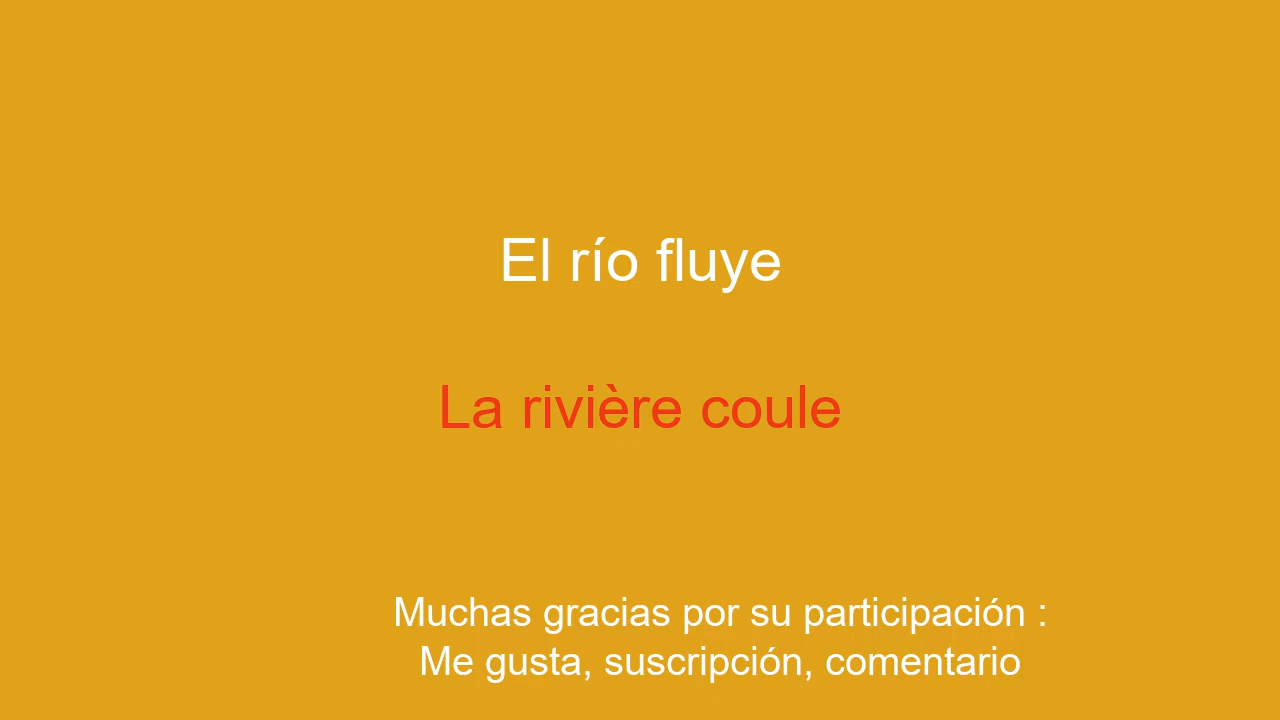 El río fluye
La rivière coule
Muchas gracias por su participación :
Me gusta, suscripción, comentario